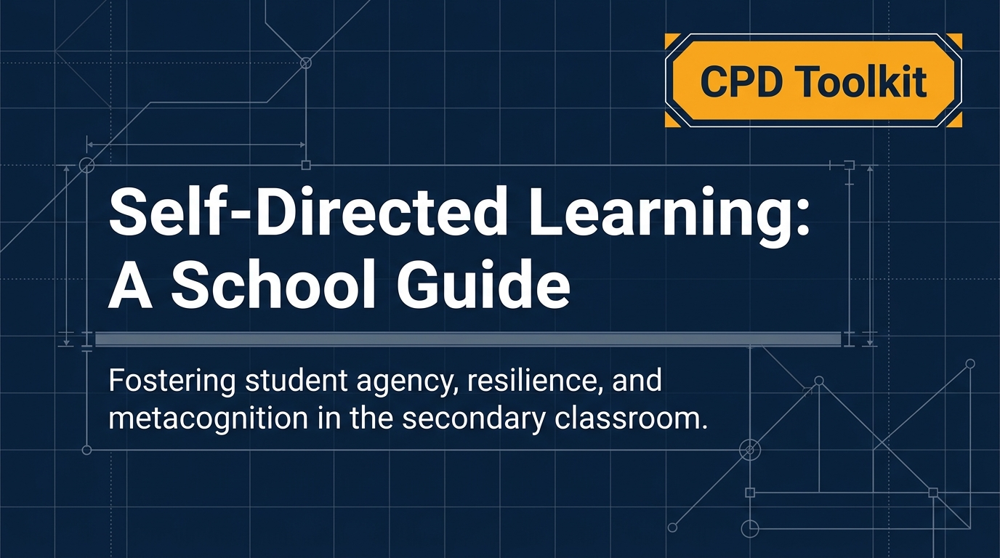 CPD Toolkit
Self-Directed Learning:
A School Guide
Fostering student agency, resilience, and
metacognition in the secondary classroom.